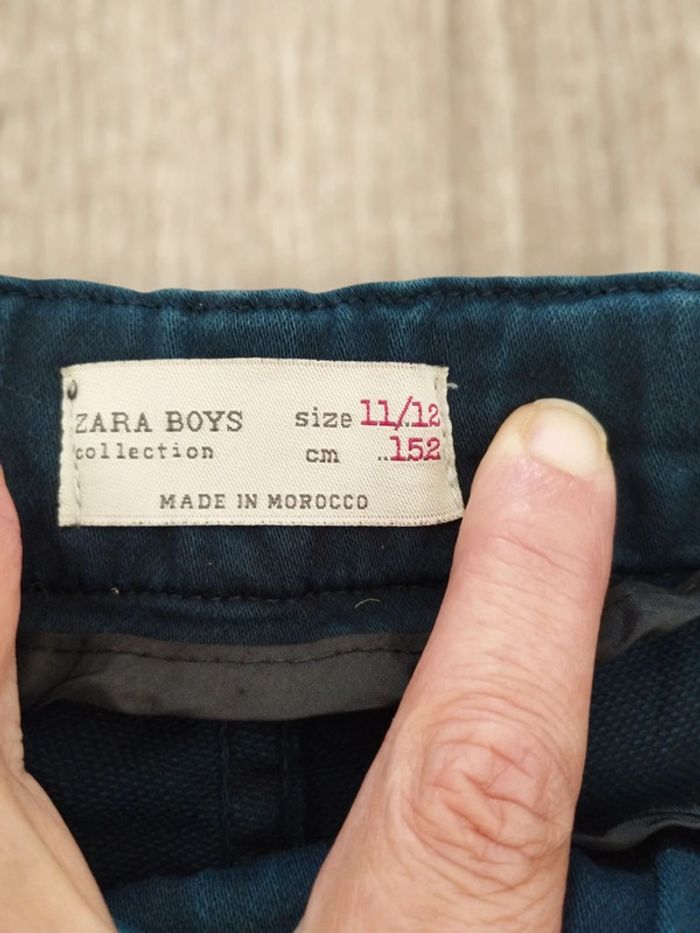 ZARA BOYS size 11/12
collection cm ..152
MADE IN MOROCCO